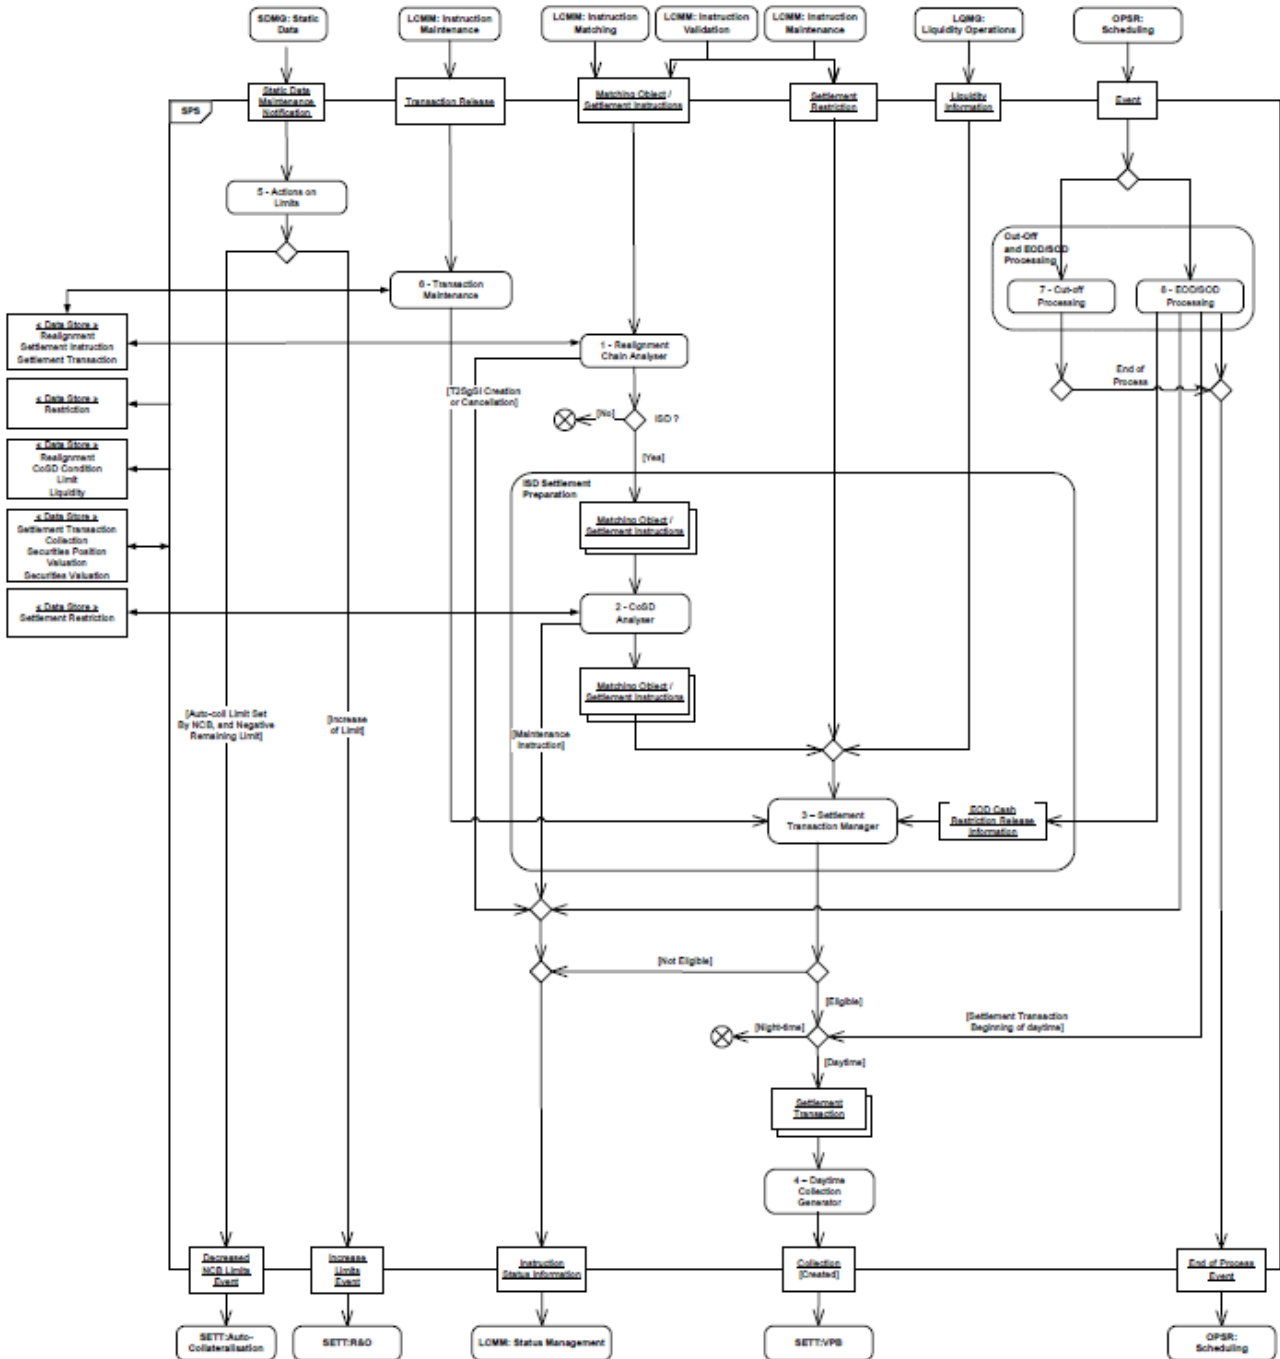 SDMG: Static
Data
LCMM: Instruction
Maintenance
LCMM: Instruction
Matching
LCMM: Instruction
Validation
LCMM: Instruction
Maintenance
LQMG:
Liquidity Operations
OPSR:
Scheduling
SPS
Static Data
Maintenance
Notification
Transaction Release
Matching Object /
Settlement Instructions
Settlement
Restriction
Liquidity
Information
Event
5 - Actions on
Limits
Cut-Off
and EOD/SOD
Processing
6 - Transaction
Maintenance
7 - Cut-off
Processing
8 - EOD/SOD
Processing
« Data Store »
Realignment
Settlement Instruction
Settlement Transaction
1 - Realignment
Chain Analyser
« Data Store »
Restriction
[T2SgSI Creation
or Cancellation]
End of
Process
[No]
ISD ?
« Data Store »
Realignment
CoSD Condition
Limit
Liquidity
[Yes]
ISD Settlement
Preparation
« Data Store »
Settlement Transaction
Collection
Securities Position
Valuation
Securities Valuation
Matching Object /
Settlement Instructions
« Data Store »
Settlement Restriction
2 - CoSD
Analyser
Matching Object /
Settlement Instructions
[Auto-coll Limit Set
By NCB, and Negative
Remaining Limit]
[Increase
of Limit]
[Maintenance
Instruction]
3 – Settlement
Transaction Manager
EOD Cash
Restriction Release
Information
[Not Eligible]
[Eligible]
[Night-time]
[Settlement Transaction
Beginning of daytime]
[Daytime]
Settlement
Transaction
4 – Daytime
Collection
Generator
Decreased
NCB Limits
Event
Increase
Limits
Event
Instruction
Status Information
Collection
[Created]
End of Process
Event
SETT:Auto-
Collateralisation
SETT:R&O
LCMM: Status Management
SETT:VPB
OPSR:
Scheduling